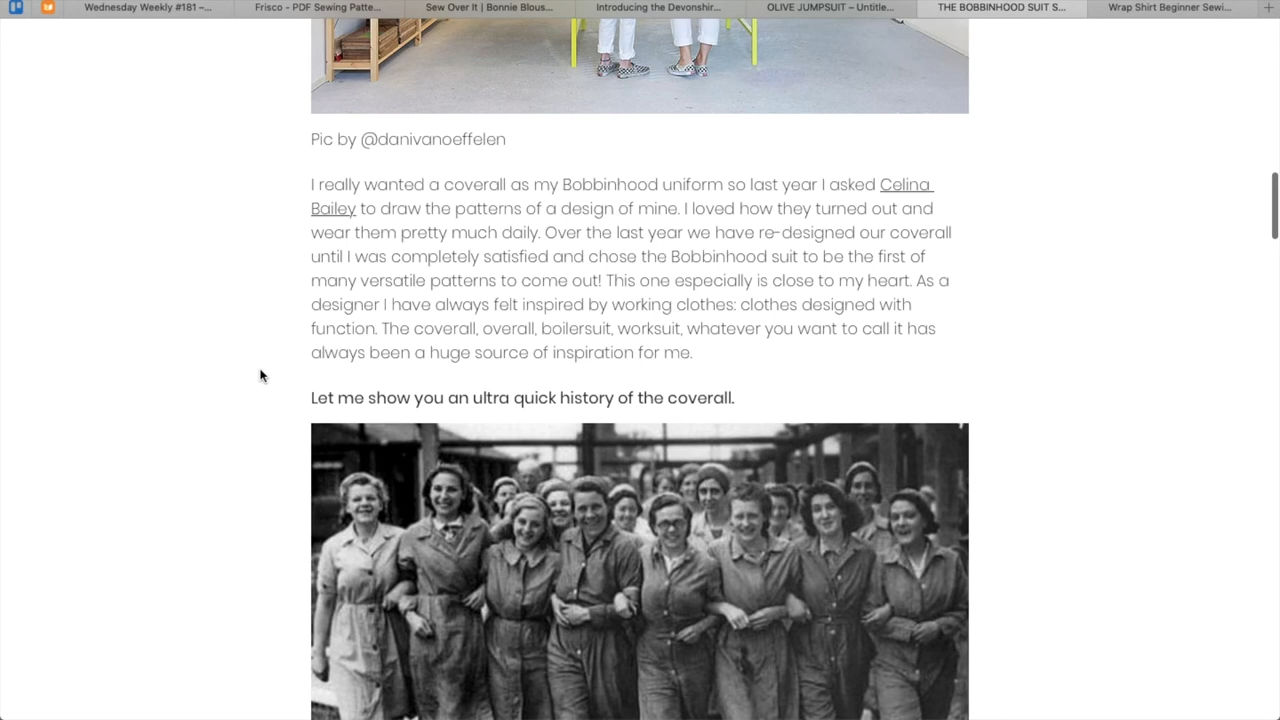 Wednesday Weekly #181 –...
Frisco - PDF Sewing Patte...
Sew Over It | Bonnie Blous...
Introducing the Devonshir...
OLIVE JUMPSUIT – Untitle...
THE BOBBINHOOD SUIT S...
Wrap Shirt Beginner Sewi...
Pic by @danivanoeffelen
I really wanted a coverall as my Bobbinhood uniform so last year I asked Celina
Bailey to draw the patterns of a design of mine. I loved how they turned out and
wear them pretty much daily. Over the last year we have re-designed our coverall
until I was completely satisfied and chose the Bobbinhood suit to be the first of
many versatile patterns to come out! This one especially is close to my heart. As a
designer I have always felt inspired by working clothes: clothes designed with
function. The coverall, overall, boilersuit, worksuit, whatever you want to call it has
always been a huge source of inspiration for me.
Let me show you an ultra quick history of the coverall.